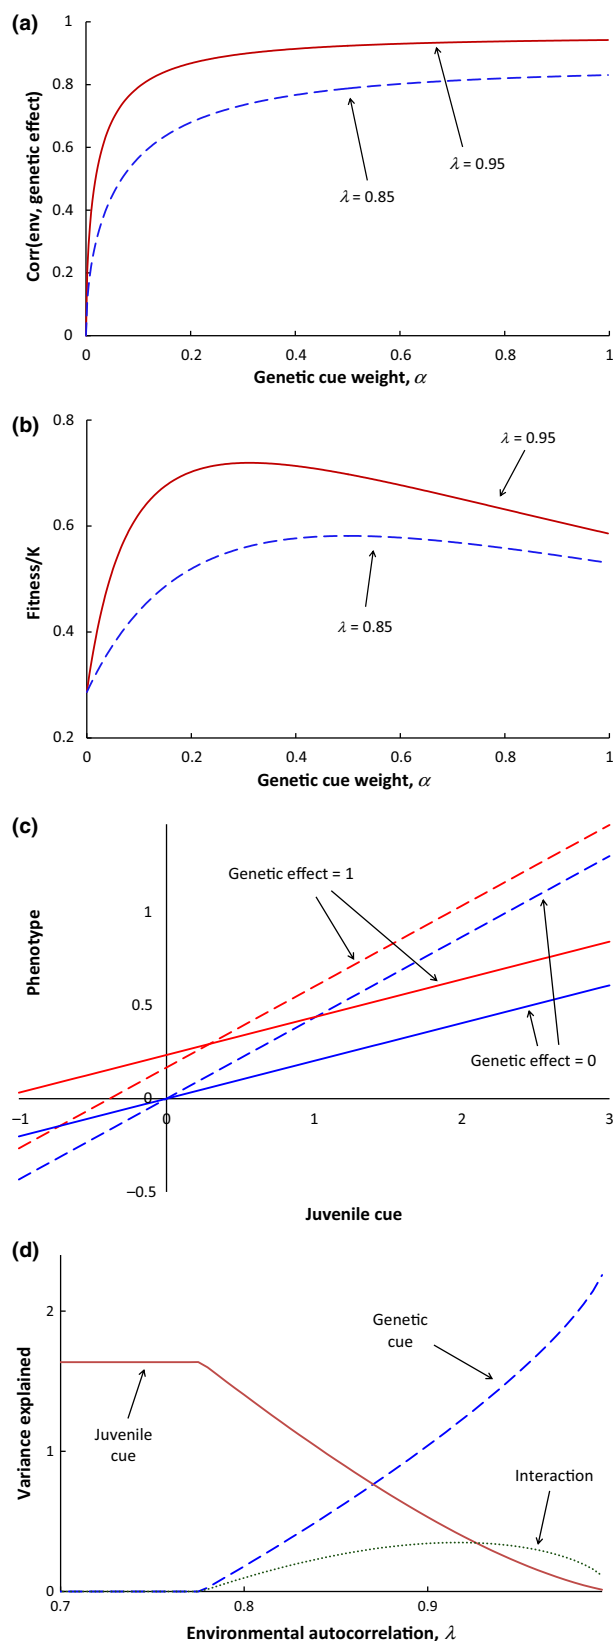 (a)
1
0.8
0.6
0.4
0.2
0
Corr(env, genetic effect)
λ = 0.95
λ = 0.85
0 0.2 0.4 0.6 0.8 1
Genetic cue weight, α
(b)
0.8
0.6
0.4
0.2
Fitness/K
λ = 0.95
λ = 0.85
0 0.2 0.4 0.6 0.8 1
Genetic cue weight, α
(c)
Phenotype
Genetic effect = 1
1
0.5
Genetic effect = 0
0
–1 0 1 2 3
–0.5
Juvenile cue
(d)
2
1
0
Variance explained
Genetic
cue
Juvenile
cue
Interaction
0.7 0.8 0.9
Environmental autocorrelation, λ